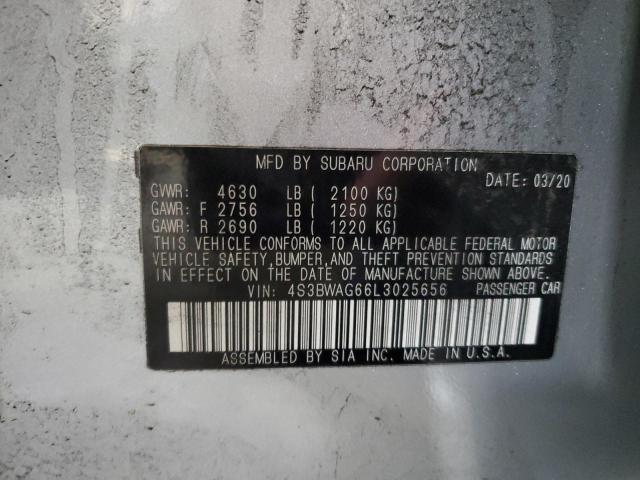 MFD BY SUBARU CORPORATION
DATE: 03/20
GVWR: 4630 LB ( 2100 KG)
GAWR: F 2756 LB ( 1250 KG)
GAWR: R 2690 LB ( 1220 KG)
THIS VEHICLE CONFORMS TO ALL APPLICABLE FEDERAL MOTOR
VEHICLE SAFETY, BUMPER, AND THEFT PREVENTION STANDARDS
IN EFFECT ON THE DATE OF MANUFACTURE SHOWN ABOVE.
VIN: 4S3BWAG66L3025656 PASSENGER CAR
ASSEMBLED BY SIA INC. MADE IN U.S.A.